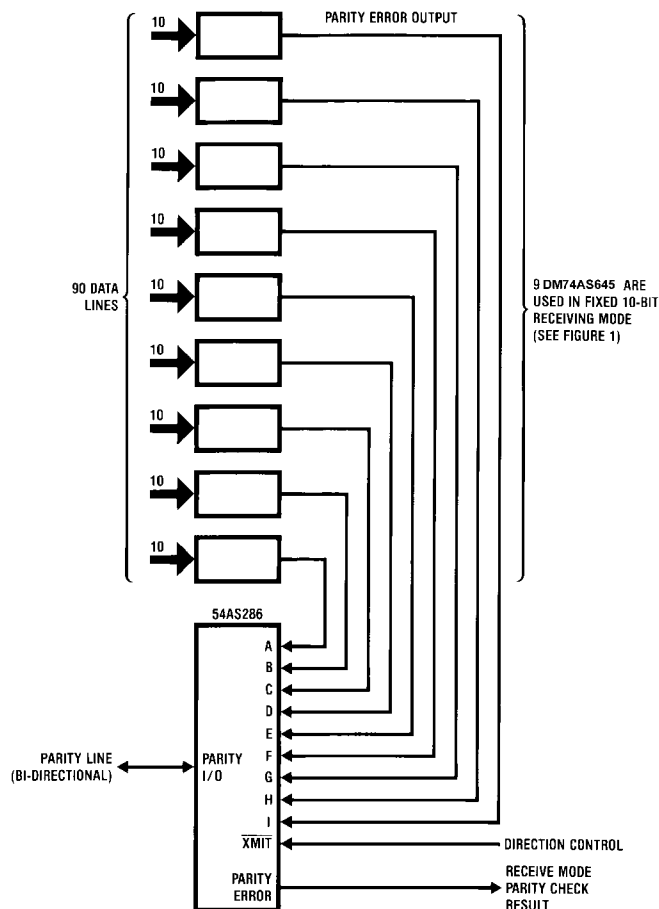 PARITY ERROR OUTPUT
10
10
10
10
10
10
10
10
10
90 DATA
LINES
9 DM74AS645 ARE
USED IN FIXED 10-BIT
RECEIVING MODE
(SEE FIGURE 1)
54AS286
A
B
C
D
E
F
G
H
I
XMIT
PARITY
ERROR
PARITY
I/O
PARITY LINE
(BI-DIRECTIONAL)
DIRECTION CONTROL
RECEIVE MODE
PARITY CHECK
RESULT